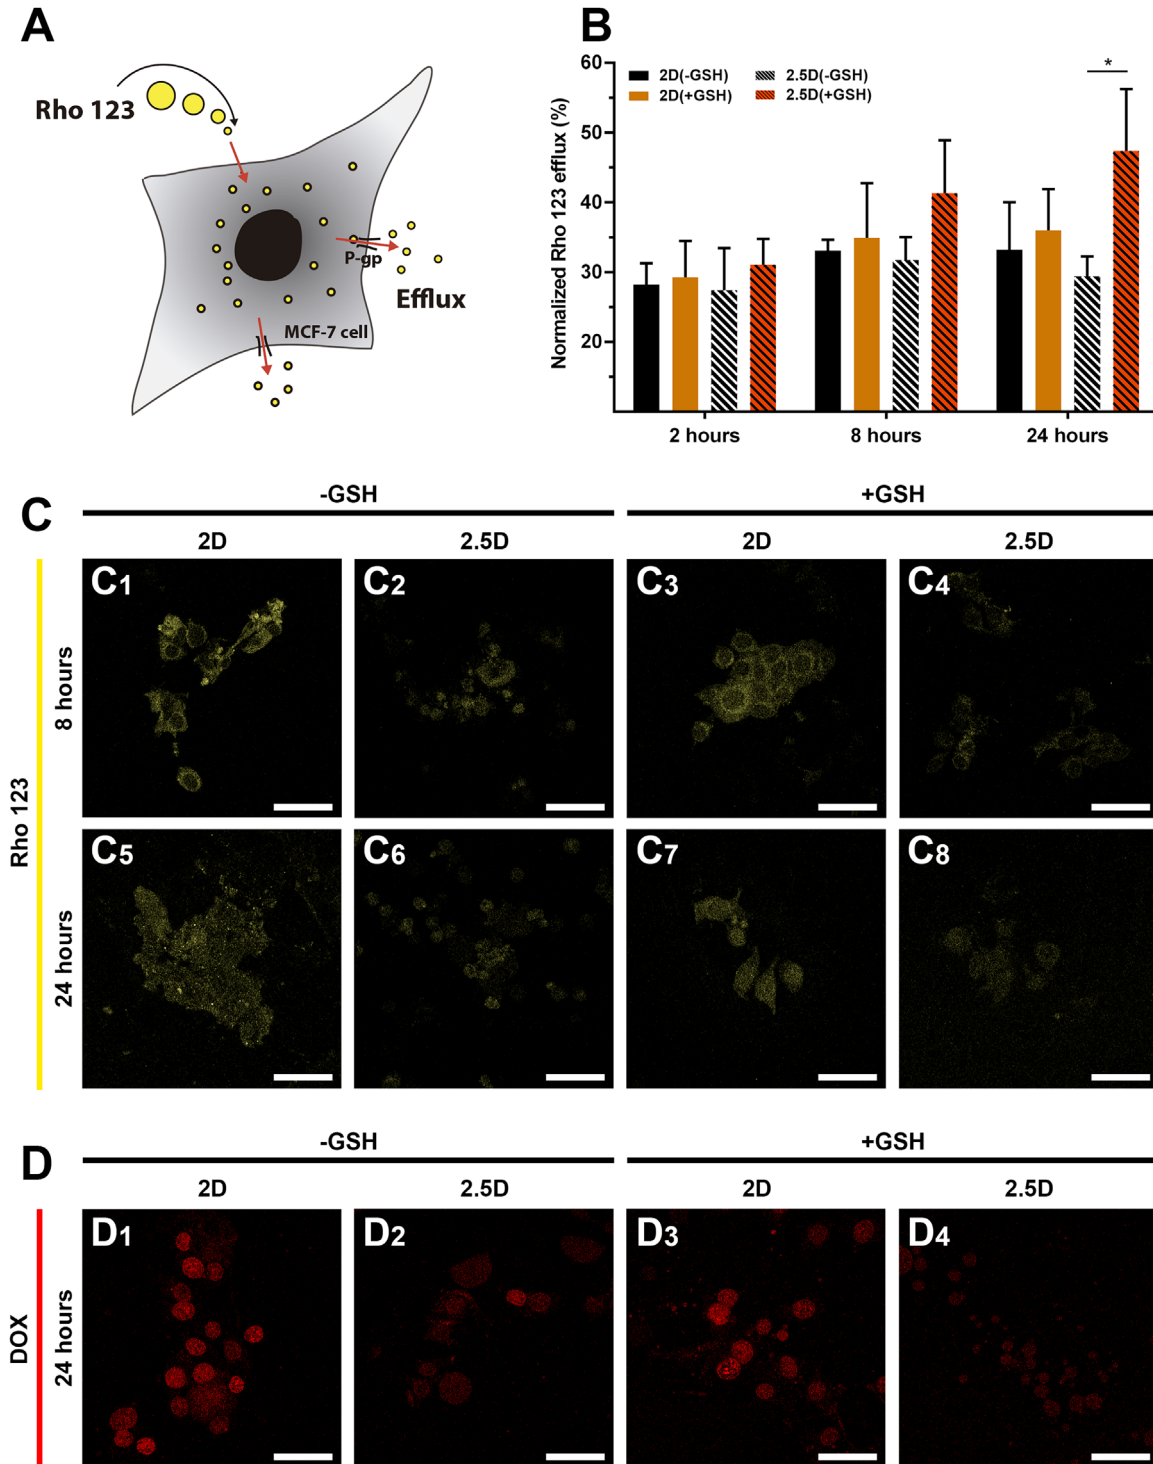 A
Rho 123
P-gp
Efflux
MCF-7 cell
B
Normalized Rho 123 efflux (%)
60
50
40
30
20
2D(-GSH)
2.5D(-GSH)
2D(+GSH)
2.5D(+GSH)
*
2 hours
8 hours
24 hours
C
-GSH
+GSH
2D
2.5D
2D
2.5D
Rho 123
8 hours
C1
C2
C3
C4
24 hours
C5
C6
C7
C8
D
-GSH
+GSH
2D
2.5D
2D
2.5D
DOX
24 hours
D1
D2
D3
D4